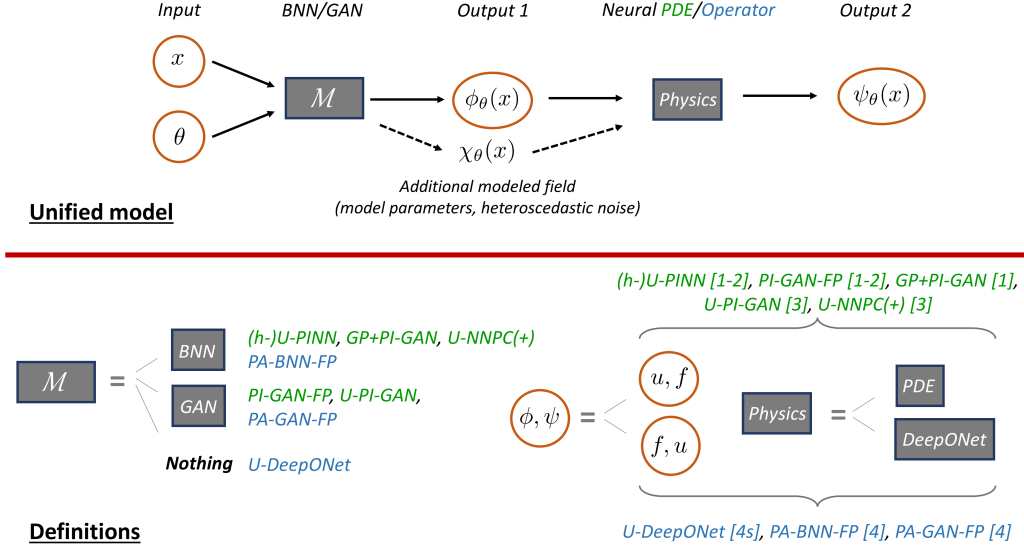 Input BNN/GAN Output 1 Neural PDE/Operator Output 2
x
ℳ ϕ_θ(x) Physics ψ_θ(x)
θ
χ_θ(x)
Additional modeled field
(model parameters, heteroscedastic noise)
Unified model
(h-)U-PINN [1-2], PI-GAN-FP [1-2], GP+PI-GAN [1],
U-PI-GAN [3], U-NNPC(+) [3]
ℳ =
BNN
(h-)U-PINN, GP+PI-GAN, U-NNPC(+)
PA-BNN-FP
GAN
PI-GAN-FP, U-PI-GAN,
PA-GAN-FP
Nothing U-DeepONet
ϕ, ψ =
u, f
f, u
Physics =
PDE
DeepONet
U-DeepONet [4s], PA-BNN-FP [4], PA-GAN-FP [4]
Definitions